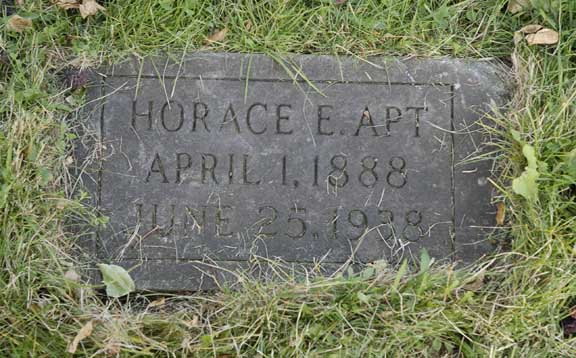 HORACE E. APT
APRIL 1, 1888
JUNE 25, 1938